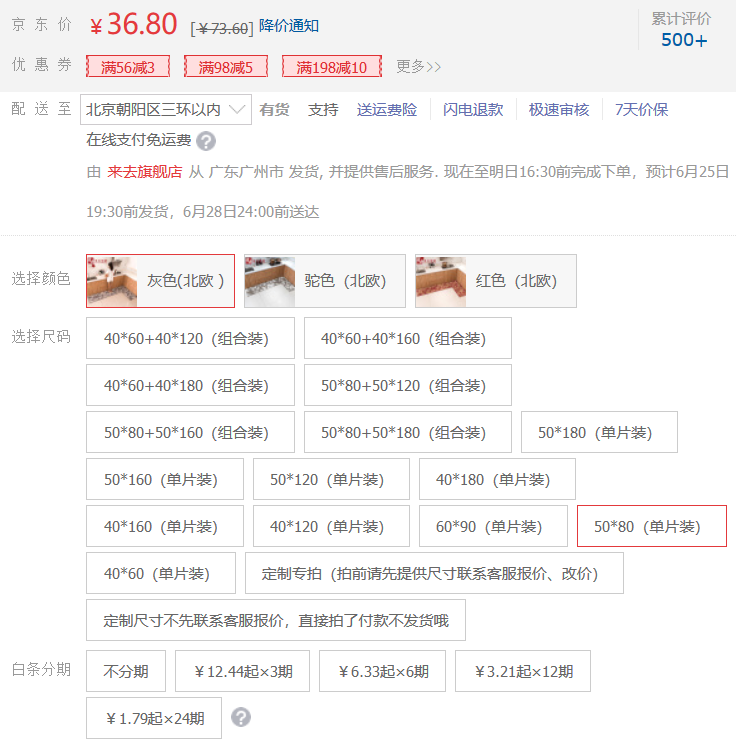 京 东 价 ￥36.80 [￥73.60] 降价通知 累计评价
500+
优 惠 券 满56减3 满98减5 满198减10 更多>>
配 送 至 北京朝阳区三环以内 有货 支持 送运费险 闪电退款 极速审核 7天价保
在线支付免运费 ?
由 来去旗舰店 从 广东广州市 发货, 并提供售后服务. 现在至明日16:30前完成下单，预计6月25日
19:30前发货，6月28日24:00前送达
选择颜色 灰色(北欧 ) 驼色（北欧） 红色（北欧）
选择尺码 40*60+40*120（组合装） 40*60+40*160（组合装）
40*60+40*180（组合装） 50*80+50*120（组合装）
50*80+50*160（组合装） 50*80+50*180（组合装） 50*180（单片装）
50*160（单片装） 50*120（单片装） 40*180（单片装）
40*160（单片装） 40*120（单片装） 60*90（单片装） 50*80（单片装）
40*60（单片装） 定制专拍（拍前请先提供尺寸联系客服报价、改价）
定制尺寸不先联系客服报价，直接拍了付款不发货哦
白条分期 不分期 ￥12.44起×3期 ￥6.33起×6期 ￥3.21起×12期
￥1.79起×24期 ?